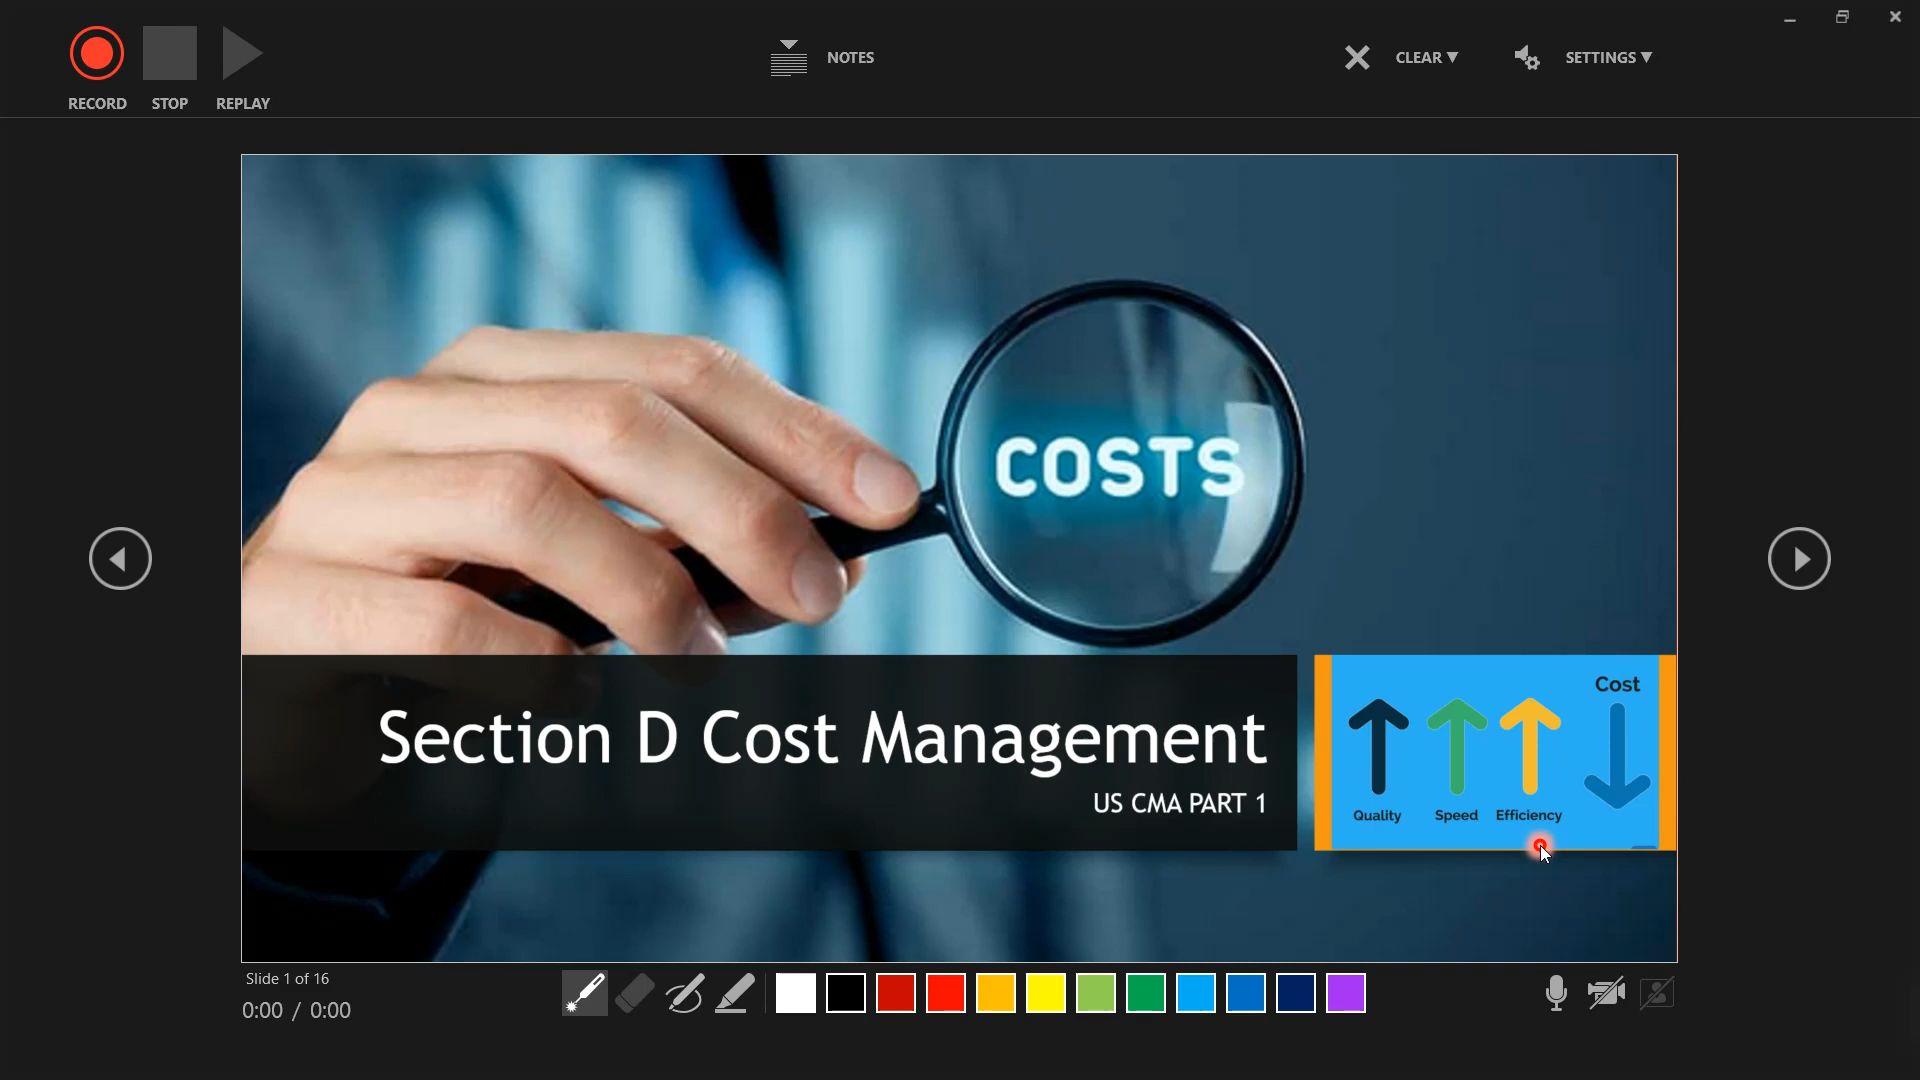 RECORD
STOP
REPLAY
NOTES
CLEAR
SETTINGS
COSTS
Section D Cost Management
US CMA PART 1
Cost
Quality
Speed
Efficiency
Slide 1 of 16
0:00 / 0:00